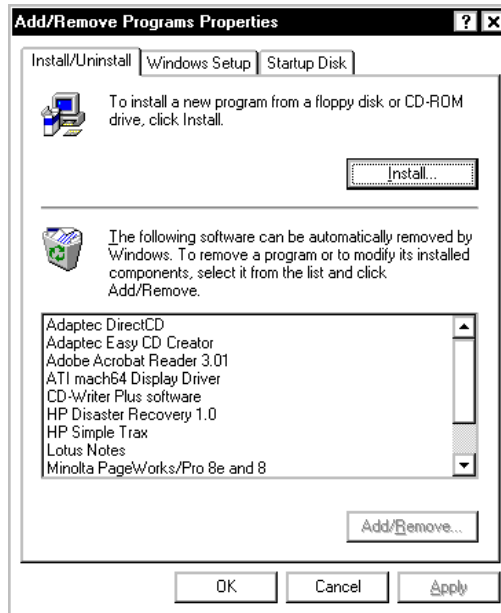 Add/Remove Programs Properties
Install/Uninstall Windows Setup Startup Disk
To install a new program from a floppy disk or CD-ROM
drive, click Install.
Install...
The following software can be automatically removed by
Windows. To remove a program or to modify its installed
components, select it from the list and click
Add/Remove.
Adaptec DirectCD
Adaptec Easy CD Creator
Adobe Acrobat Reader 3.01
ATI mach64 Display Driver
CD-Writer Plus software
HP Disaster Recovery 1.0
HP Simple Trax
Lotus Notes
Minolta PageWorks/Pro 8e and 8
Add/Remove...
OK Cancel Apply